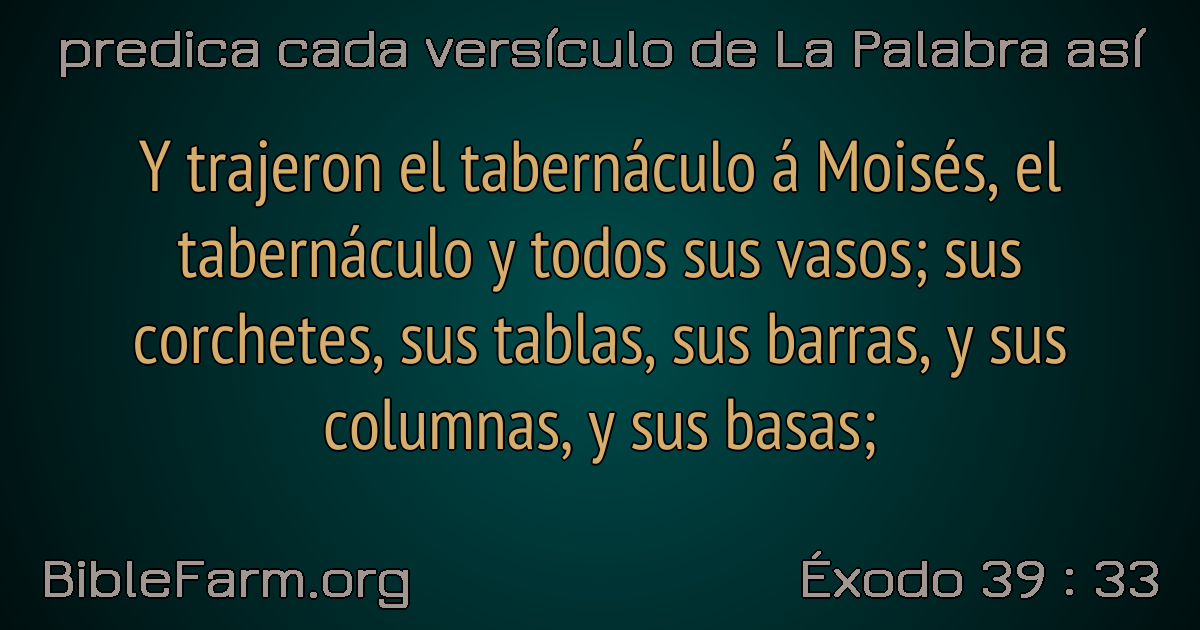 predica cada versículo de La Palabra así
Y trajeron el tabernáculo á Moisés, el
tabernáculo y todos sus vasos; sus
corchetes, sus tablas, sus barras, y sus
columnas, y sus basas;
BibleFarm.org
Éxodo 39 : 33